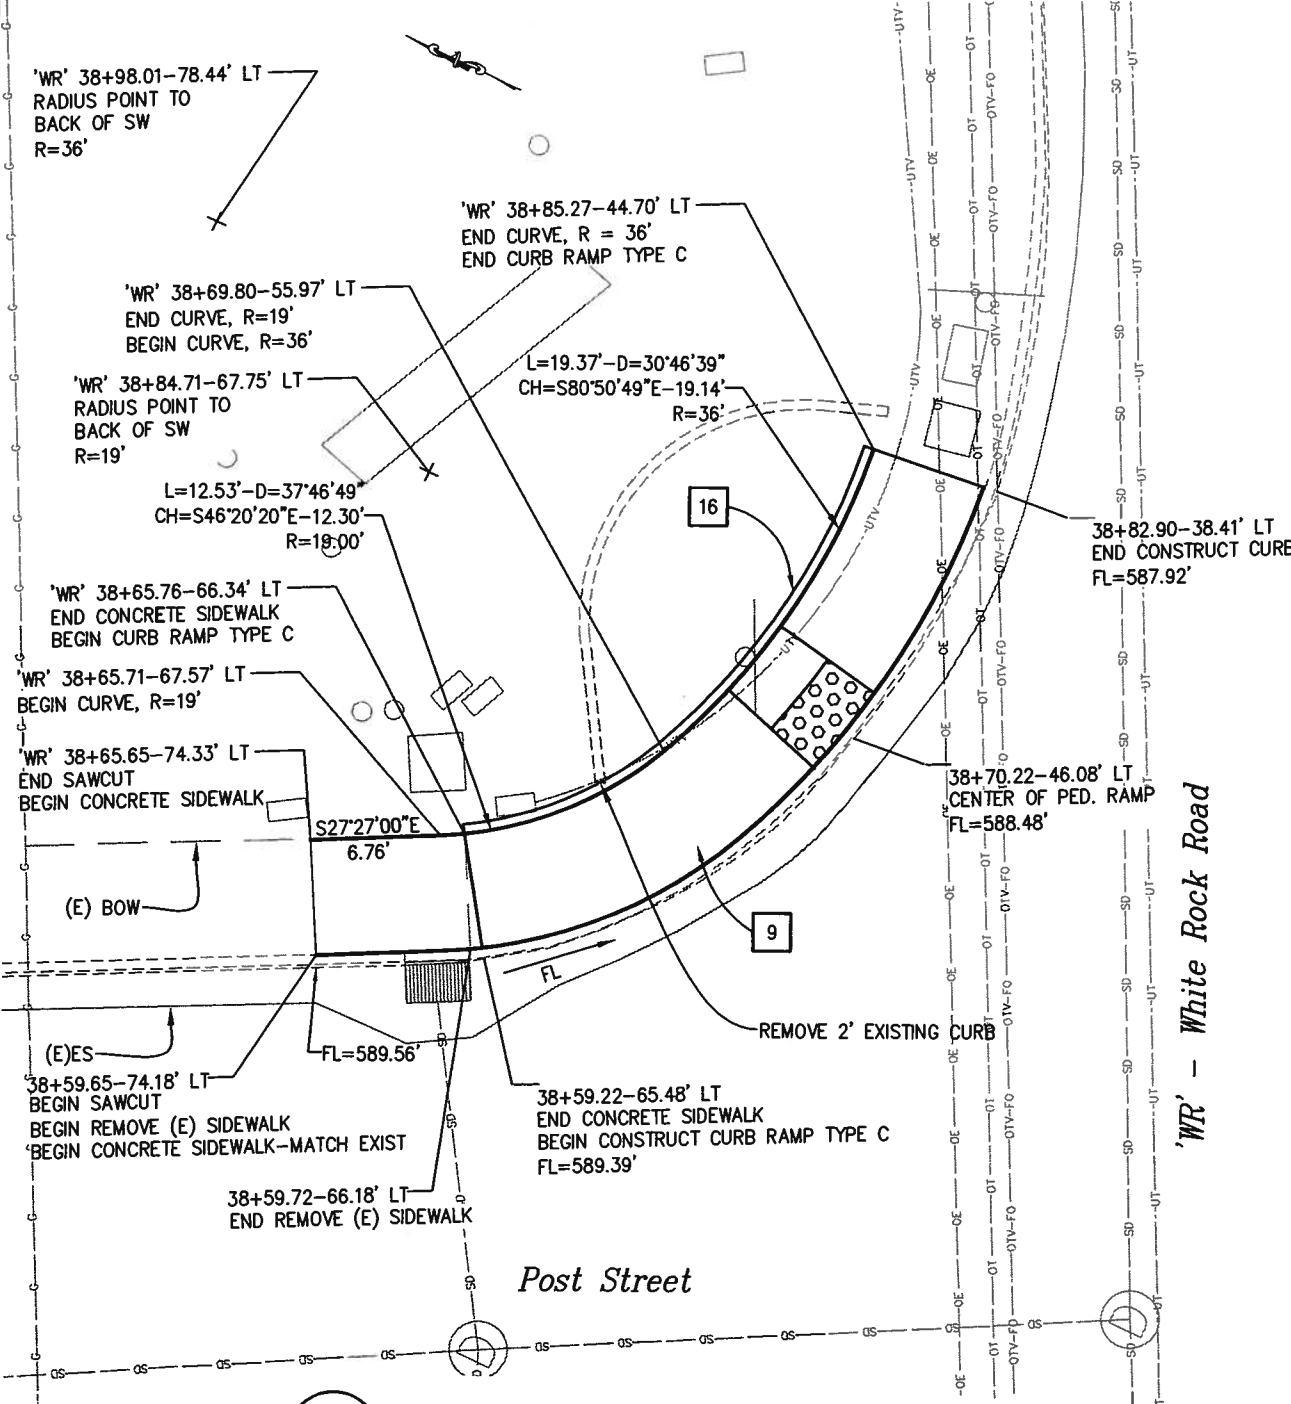 'WR' 38+98.01-78.44' LT
RADIUS POINT TO
BACK OF SW
R=36'
'WR' 38+85.27-44.70' LT
END CURVE, R = 36'
END CURB RAMP TYPE C
'WR' 38+69.80-55.97' LT
END CURVE, R=19'
BEGIN CURVE, R=36'
L=19.37'-D=30°46'39"
CH=S80°50'49"E-19.14'
R=36'
'WR' 38+84.71-67.75' LT
RADIUS POINT TO
BACK OF SW
R=19'
L=12.53'-D=37°46'49"
CH=S46°20'20"E-12.30'
R=19.00'
16
38+82.90-38.41' LT
END CONSTRUCT CURB
FL=587.92'
'WR' 38+65.76-66.34' LT
END CONCRETE SIDEWALK
BEGIN CURB RAMP TYPE C
'WR' 38+65.71-67.57' LT
BEGIN CURVE, R=19'
'WR' 38+65.65-74.33' LT
END SAWCUT
BEGIN CONCRETE SIDEWALK
S27°27'00"E
6.76'
38+70.22-46.08' LT
CENTER OF PED. RAMP
FL=588.48'
(E) BOW
9
FL
REMOVE 2' EXISTING CURB
(E)ES
FL=589.56'
38+59.65-74.18' LT
BEGIN SAWCUT
BEGIN REMOVE (E) SIDEWALK
BEGIN CONCRETE SIDEWALK-MATCH EXIST
38+59.22-65.48' LT
END CONCRETE SIDEWALK
BEGIN CONSTRUCT CURB RAMP TYPE C
FL=589.39'
38+59.72-66.18' LT
END REMOVE (E) SIDEWALK
Post Street
'WR' - White Rock Road